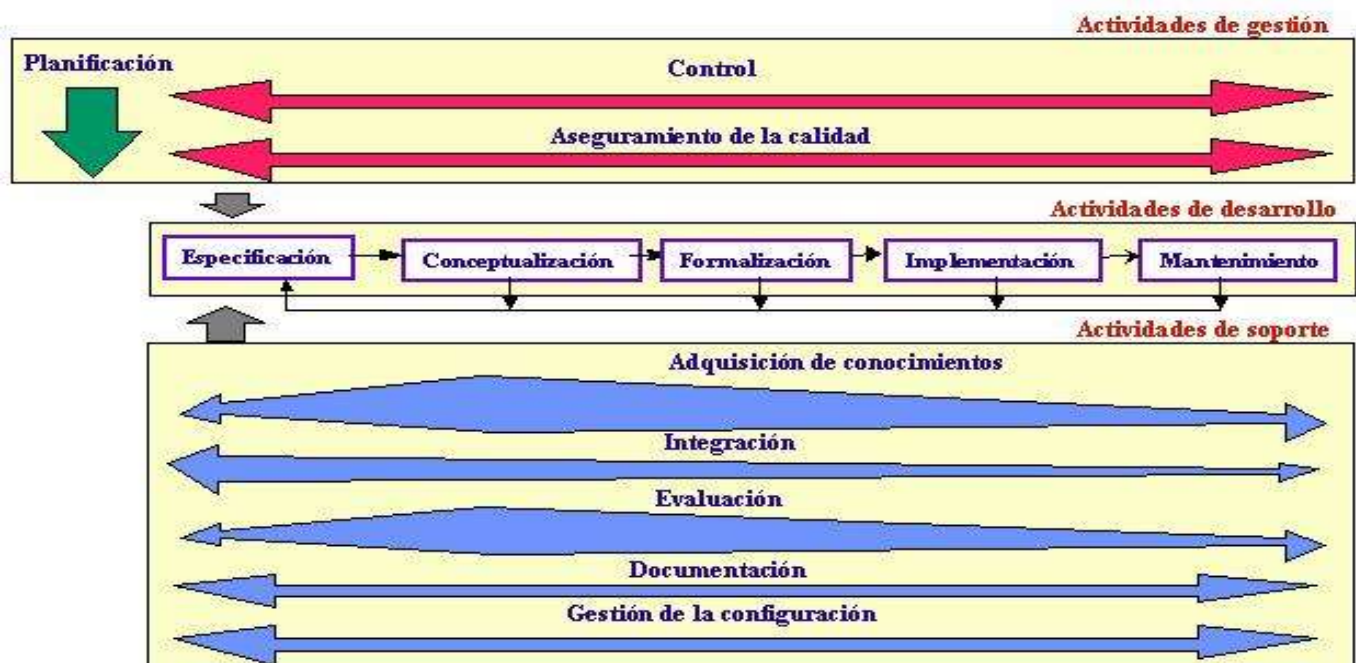 Actividades de gestión
Planificación
Control
Aseguramiento de la calidad
Actividades de desarrollo
Especificación
Conceptualización
Formalización
Implementación
Mantenimiento
Actividades de soporte
Adquisición de conocimientos
Integración
Evaluación
Documentación
Gestión de la configuración